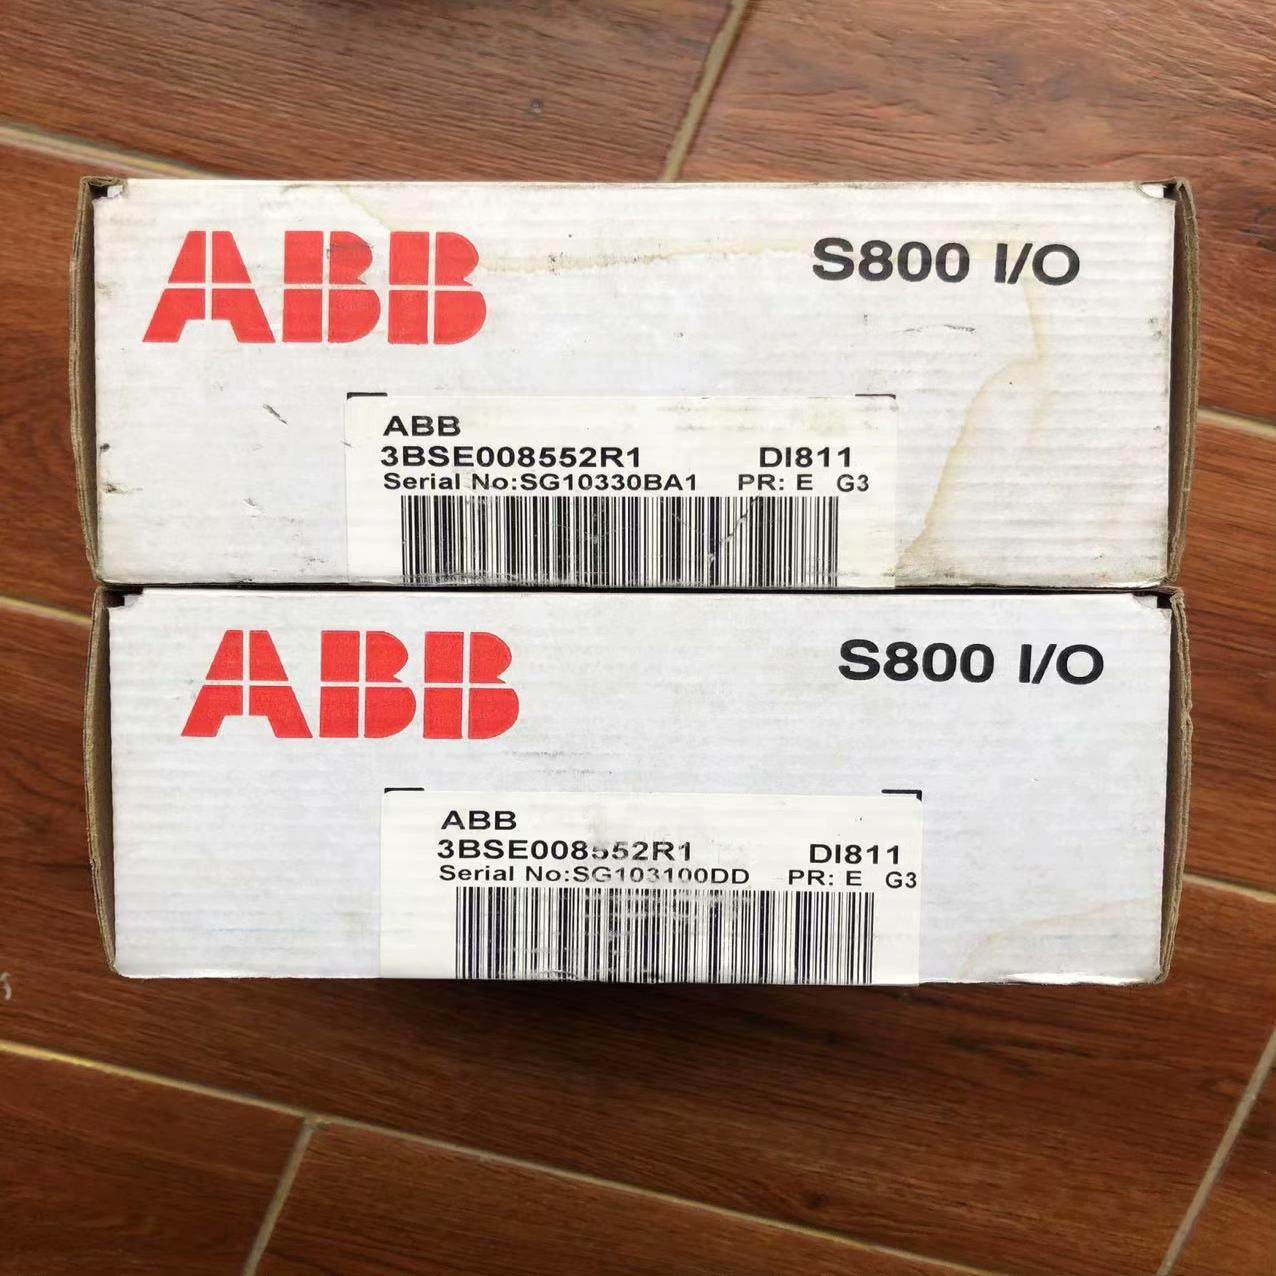 ABB
S800 I/O
ABB
3BSE008552R1 DI811
Serial No:SG10330BA1 PR: E G3
ABB
S800 I/O
ABB
3BSE008552R1 DI811
Serial No:SG103100DD PR: E G3